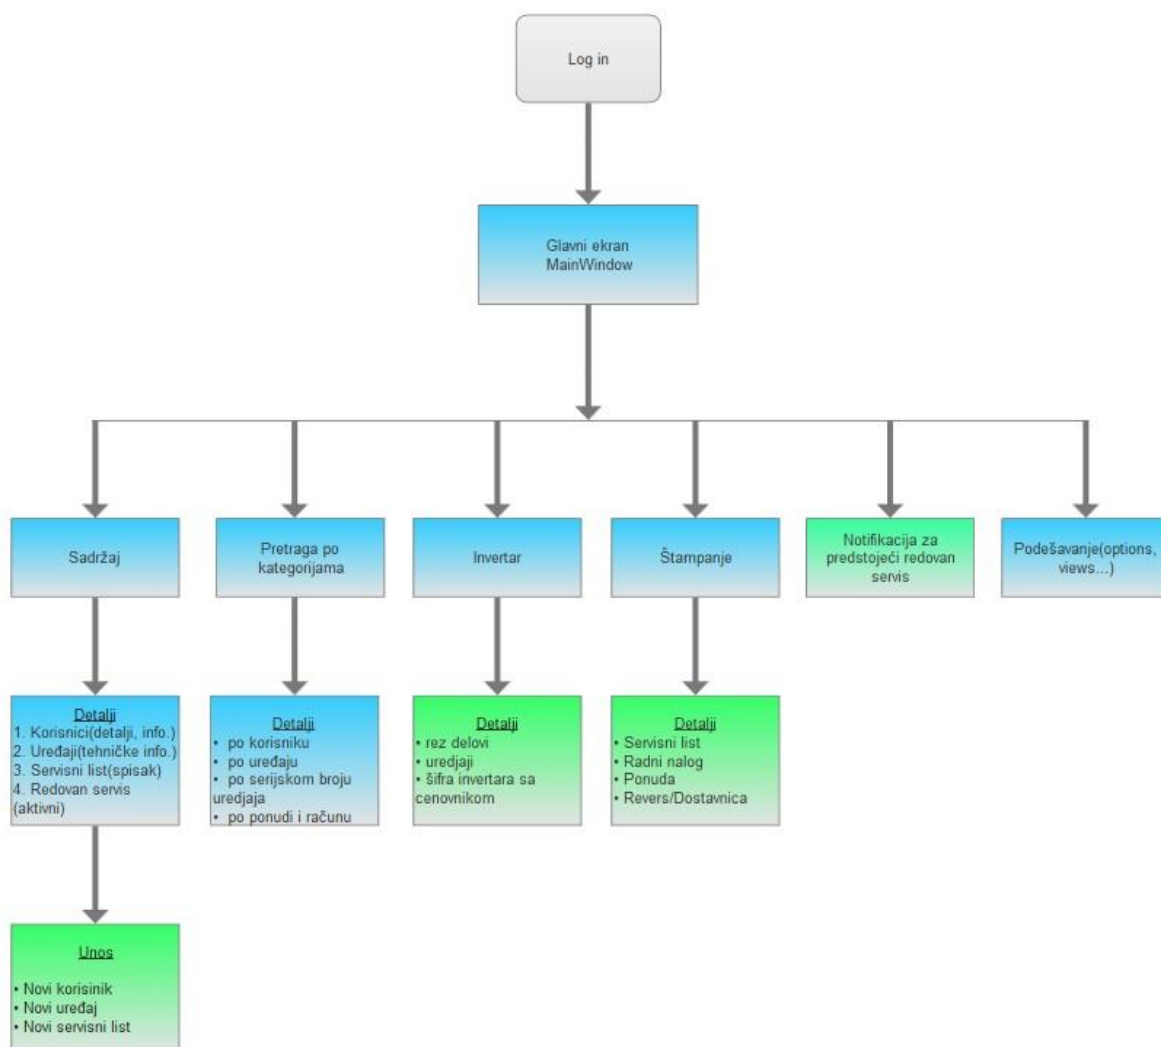 Log in
Glavni ekran
MainWindow
Sadržaj
Pretraga po
kategorijama
Invertar
Štampanje
Notifikacija za
predstojeći redovan
servis
Podešavanje(options,
views...)
Detalji
1. Korisnici(detalji, info.)
2. Uređaji(tehničke info.)
3. Servisni list(spisak)
4. Redovan servis
(aktivni)
Detalji
• po korisniku
• po uređaju
• po serijskom broju
uredjaja
• po ponudi i računu
Detalji
• rez delovi
• uredjaji
• šifra invertara sa
cenovnikom
Detalji
• Servisni list
• Radni nalog
• Ponuda
• Revers/Dostavnica
Unos
• Novi korisinik
• Novi uređaj
• Novi servisni list